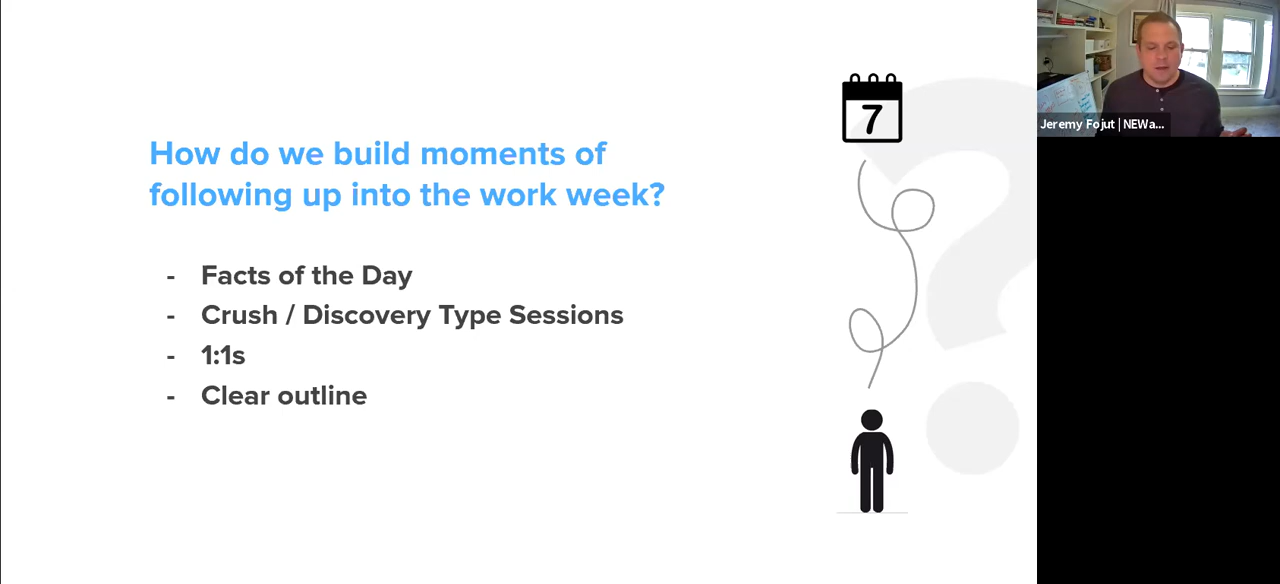 How do we build moments of
following up into the work week?
- Facts of the Day
- Crush / Discovery Type Sessions
- 1:1s
- Clear outline
7
Jeremy Fojut | NEWa...